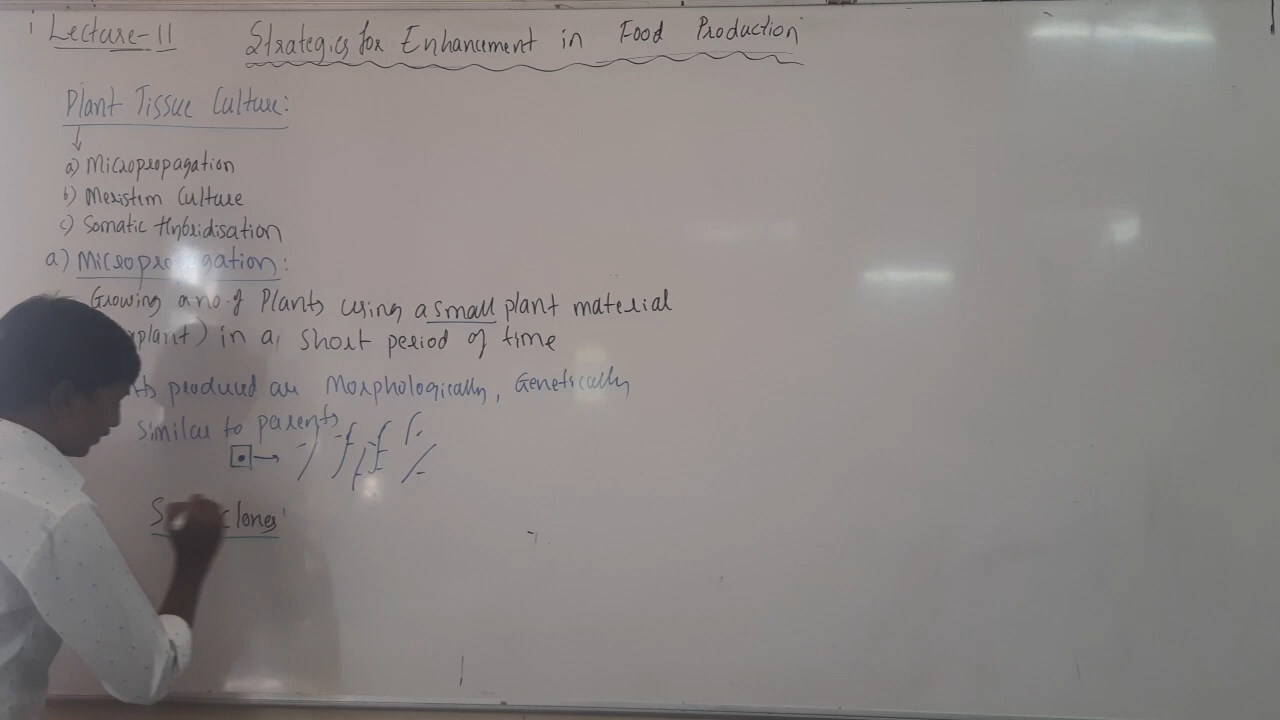 Lecture-11
Strategies for Enhancement in Food Production
Plant Tissue Culture:
a) Micropropagation
b) Meristem Culture
c) Somatic Hybridisation
a) Micropropagation:
Growing a no. of Plants using a small plant material
plant) in a short period of time
produced are Morphologically, Genetically
Similar to parents
clones